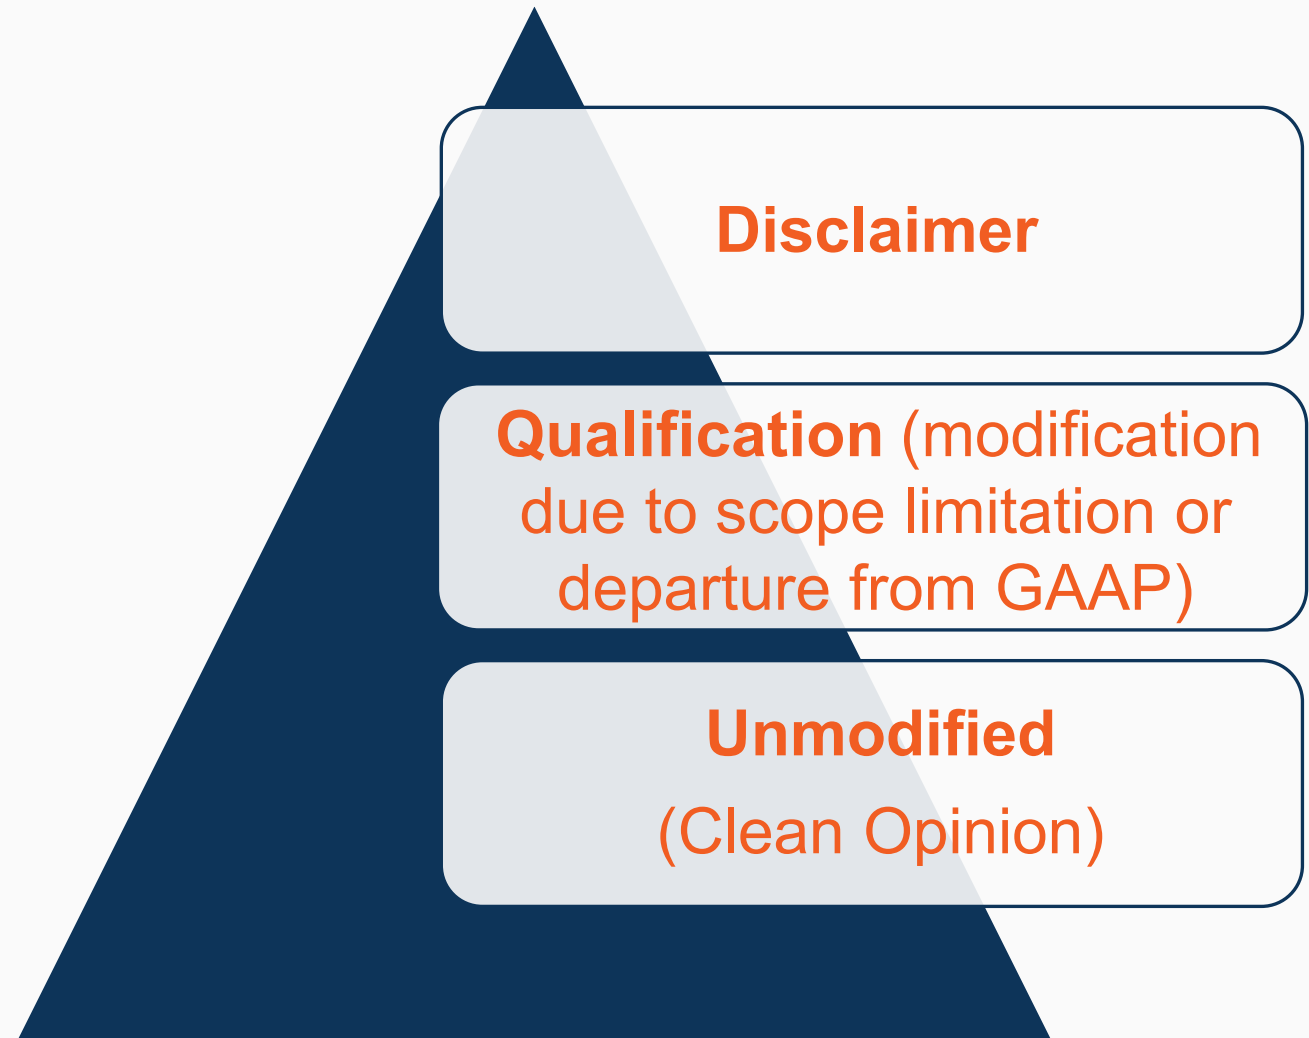 Disclaimer
Qualification (modification
due to scope limitation or
departure from GAAP)
Unmodified
(Clean Opinion)